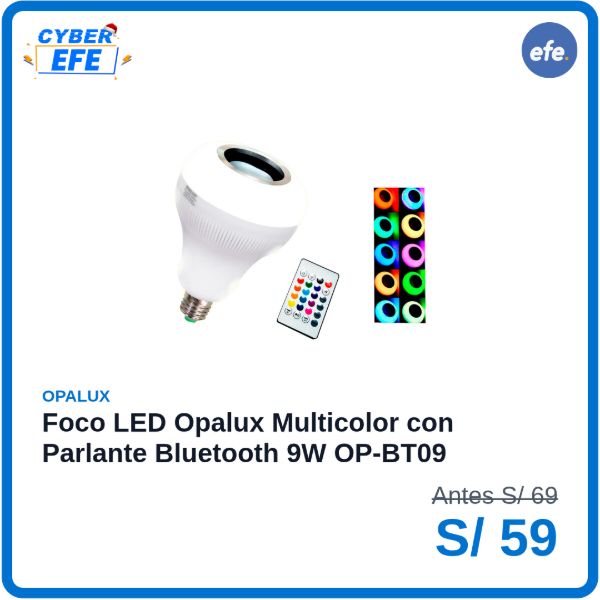 CYBER
EFE
efe.
OPALUX
Foco LED Opalux Multicolor con
Parlante Bluetooth 9W OP-BT09
Antes S/ 69
S/ 59